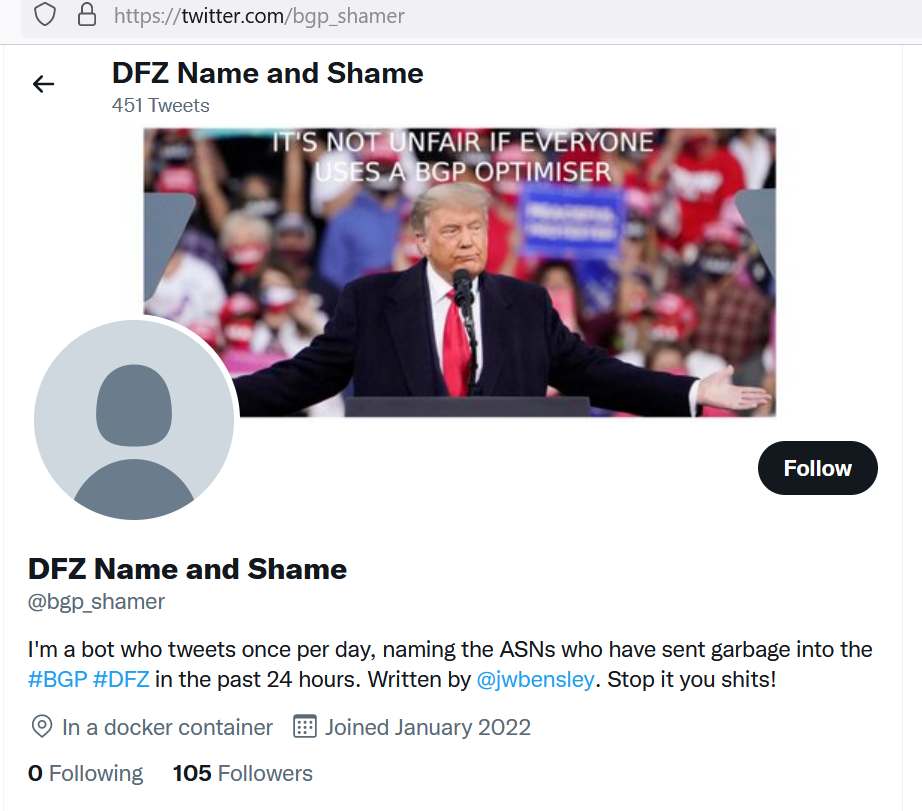 https://twitter.com/bgp_shamer
DFZ Name and Shame
451 Tweets
IT'S NOT UNFAIR IF EVERYONE
USES A BGP OPTIMISER
Follow
DFZ Name and Shame
@bgp_shamer
I'm a bot who tweets once per day, naming the ASNs who have sent garbage into the
#BGP #DFZ in the past 24 hours. Written by @jwbensley. Stop it you shits!
In a docker container Joined January 2022
0 Following 105 Followers